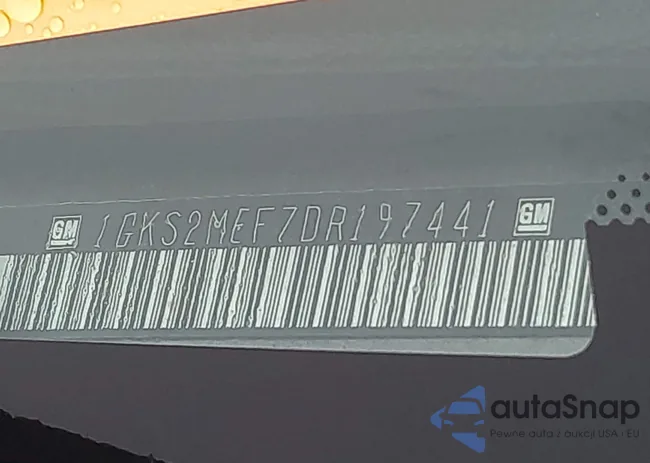 GM 1GKS2MEF7DR197441 GM
autaSnap
Pewne auta z aukcji USA i EU